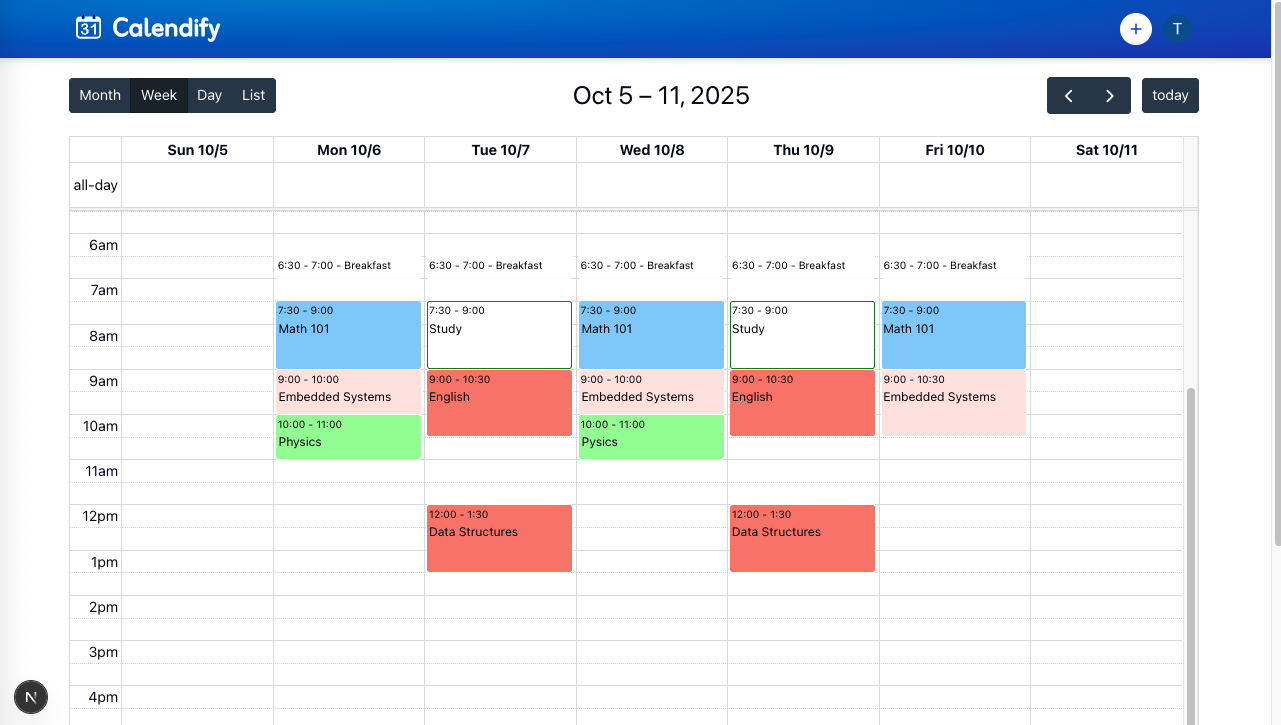 31 Calendify
+ T
Month Week Day List
Oct 5 – 11, 2025
today
Sun 10/5 Mon 10/6 Tue 10/7 Wed 10/8 Thu 10/9 Fri 10/10 Sat 10/11
all-day
6am
6:30 - 7:00 - Breakfast 6:30 - 7:00 - Breakfast 6:30 - 7:00 - Breakfast 6:30 - 7:00 - Breakfast 6:30 - 7:00 - Breakfast
7am
7:30 - 9:00 7:30 - 9:00 7:30 - 9:00 7:30 - 9:00 7:30 - 9:00
Math 101 Study Math 101 Study Math 101
8am
9am
9:00 - 10:00 9:00 - 10:30 9:00 - 10:00 9:00 - 10:30 9:00 - 10:30
Embedded Systems English Embedded Systems English Embedded Systems
10am
10:00 - 11:00 10:00 - 11:00
Physics Pysics
11am
12pm
12:00 - 1:30 12:00 - 1:30
Data Structures Data Structures
1pm
2pm
3pm
4pm
N